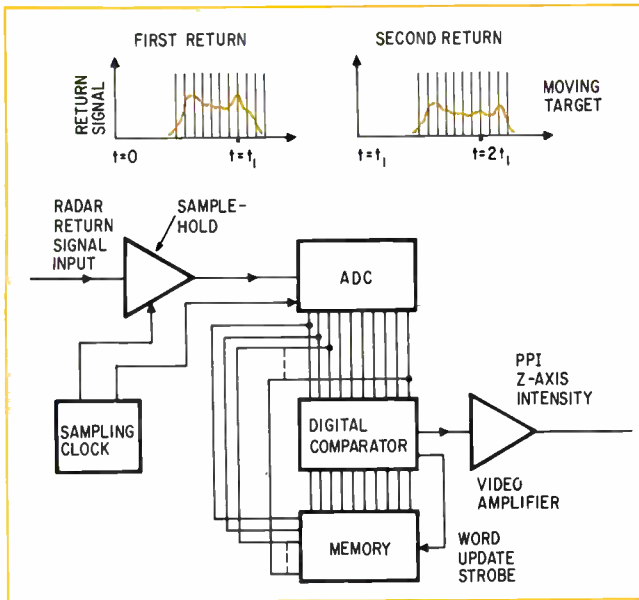 FIRST RETURN
SECOND RETURN
RETURN
SIGNAL
MOVING
TARGET
t=0
t=t₁
t=t₁
t=2t₁
RADAR
RETURN
SIGNAL
INPUT
SAMPLE-
HOLD
ADC
SAMPLING
CLOCK
DIGITAL
COMPARATOR
PPI
Z-AXIS
INTENSITY
VIDEO
AMPLIFIER
MEMORY
WORD
UPDATE
STROBE